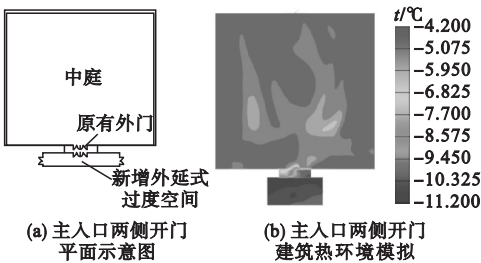 中庭
原有外门
新增外延式
过度空间
(a) 主入口两侧开门
平面示意图
t/℃
-4.200
-5.075
-5.950
-6.825
-7.700
-8.575
-9.450
-10.325
-11.200
(b) 主入口两侧开门
建筑热环境模拟